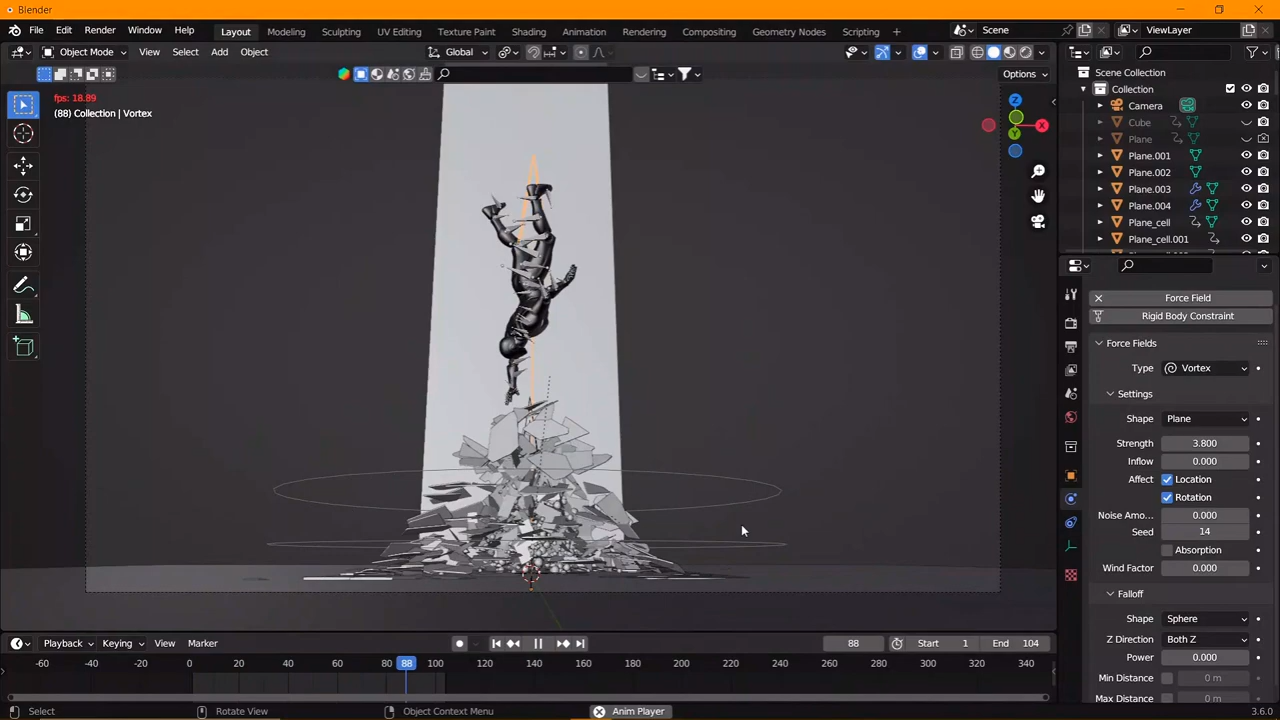 Blender
File Edit Render Window Help
Layout Modeling Sculpting UV Editing Texture Paint Shading Animation Rendering Compositing Geometry Nodes Scripting
Scene
ViewLayer
Object Mode View Select Add Object
Global
Options
fps: 18.89
(88) Collection | Vortex
Z
X
Y
Scene Collection
Collection
Camera
Cube
Plane
Plane.001
Plane.002
Plane.003
Plane.004
Plane_cell
Plane_cell.001
Force Field
Rigid Body Constraint
Force Fields
Type Vortex
Settings
Shape Plane
Strength 3.800
Inflow 0.000
Affect Location
Rotation
Noise Amo... 0.000
Seed 14
Absorption
Wind Factor 0.000
Falloff
Shape Sphere
Z Direction Both Z
Power 0.000
Min Distance 0 m
Max Distance 0 m
Playback Keying View Marker
88 Start 1 End 104
-60 -40 -20 0 20 40 60 88 100 120 140 160 180 200 220 240 260 280 300 320 340
Select Rotate View Object Context Menu Anim Player 3.6.0